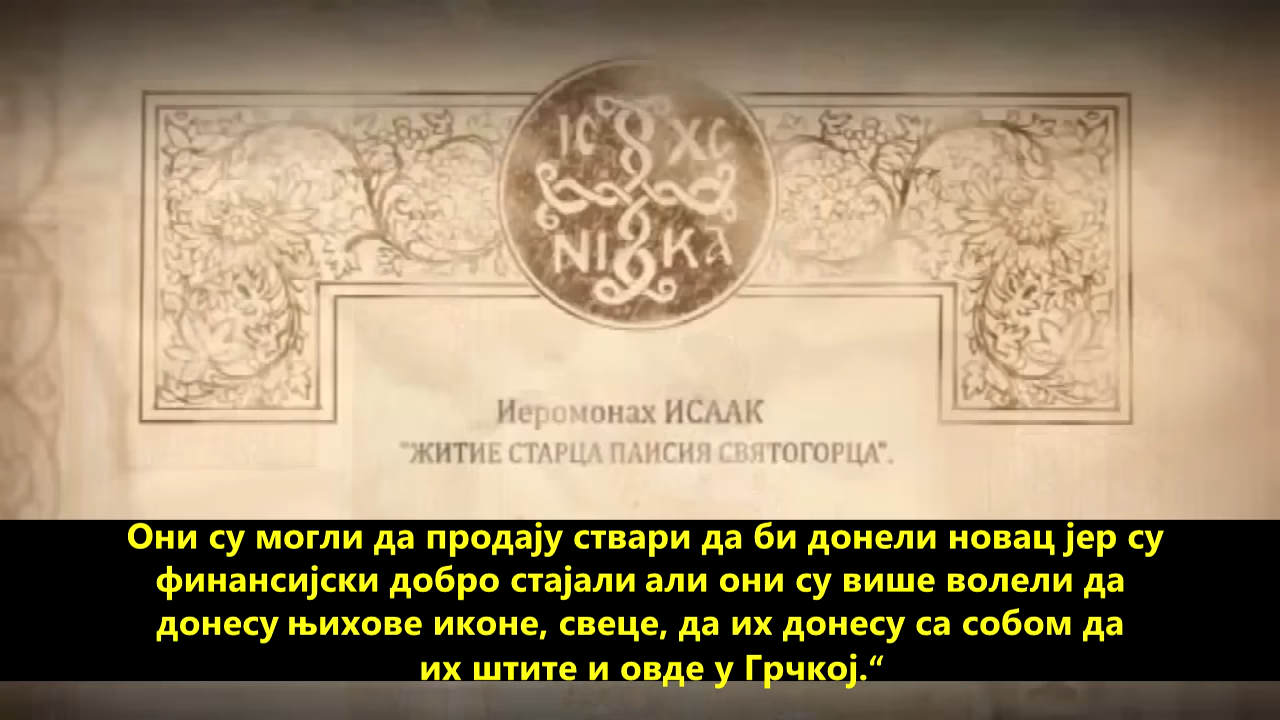 IC XC
NIKA
Иеромонах ИСААК
"ЖИТИЕ СТАРЦА ПАИСИЯ СВЯТОГОРЦА".
Они су могли да продају ствари да би донели новац јер су
финансијски добро стајали али они су више волели да
донесу њихове иконе, свеце, да их донесу са собом да
их штите и овде у Грчкој.“